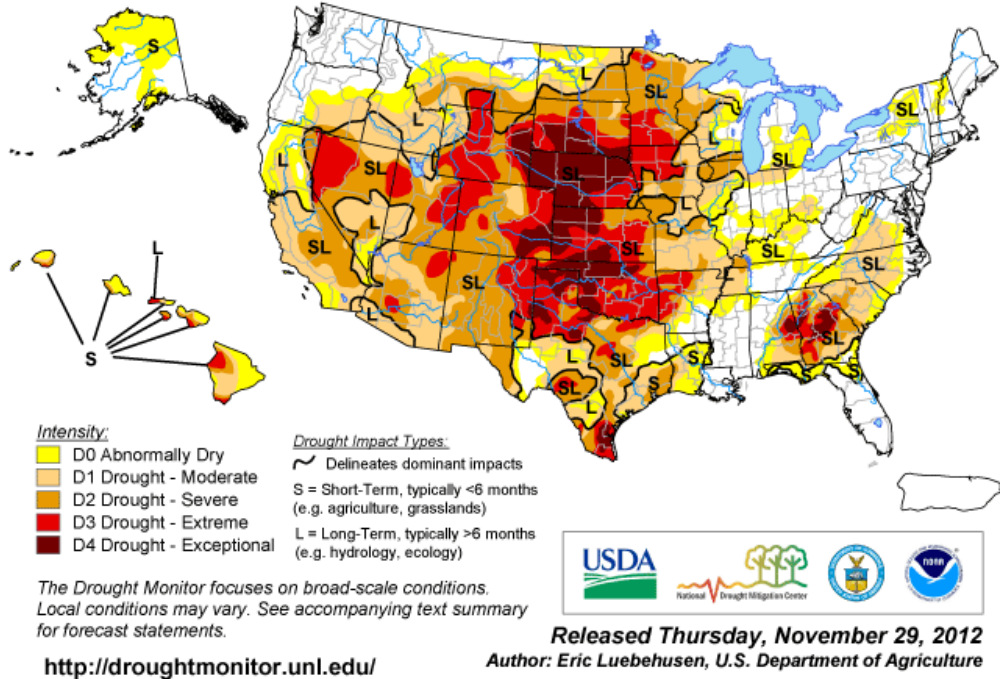 S
L
L
SL
L
SL
L
L
SL
SL
SL
L
L
SL
SL
SL
SL
L
SL
L
SL
SL
L
S
SL
L
SL
S
S
S
L
S
Intensity:
D0 Abnormally Dry
D1 Drought - Moderate
D2 Drought - Severe
D3 Drought - Extreme
D4 Drought - Exceptional
Drought Impact Types:
Delineates dominant impacts
S = Short-Term, typically <6 months
(e.g. agriculture, grasslands)
L = Long-Term, typically >6 months
(e.g. hydrology, ecology)
The Drought Monitor focuses on broad-scale conditions.
Local conditions may vary. See accompanying text summary
for forecast statements.
http://droughtmonitor.unl.edu/
USDA
National Drought Mitigation Center
noaa
Released Thursday, November 29, 2012
Author: Eric Luebehusen, U.S. Department of Agriculture